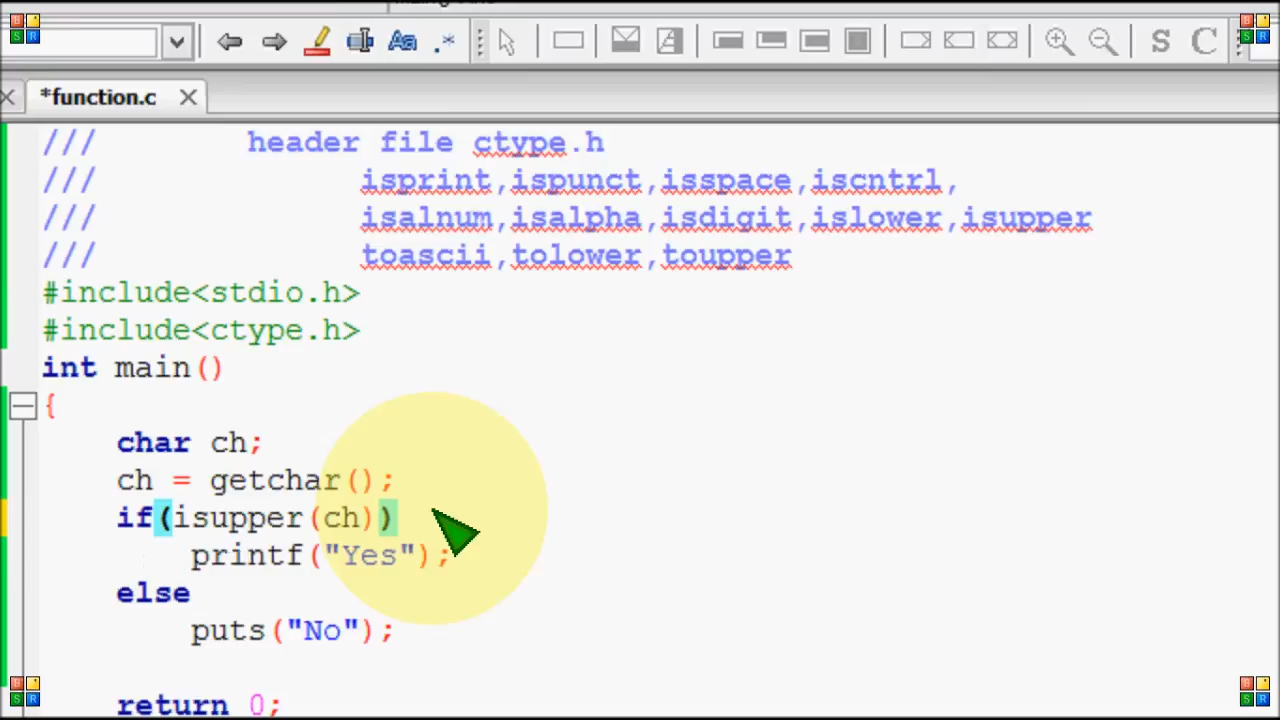 *function.c
/// header file ctype.h
/// isprint,ispunct,isspace,iscntrl,
/// isalnum,isalpha,isdigit,islower,isupper
/// toascii,tolower,toupper
#include<stdio.h>
#include<ctype.h>
int main()
{
char ch;
ch = getchar();
if(isupper(ch))
printf("Yes");
else
puts("No");
return 0;